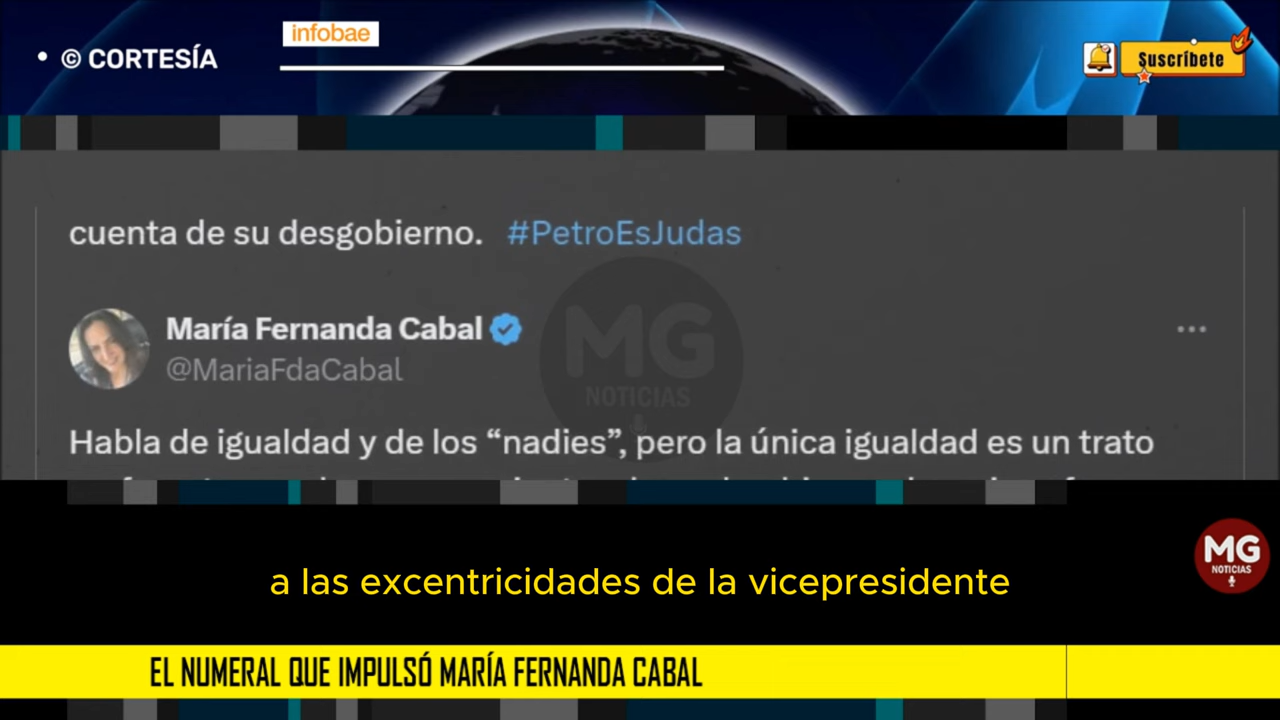 infobae
© CORTESÍA
Suscríbete
cuenta de su desgobierno. #PetroEsJudas
María Fernanda Cabal
@MariaFdaCabal
MG
NOTICIAS
Habla de igualdad y de los “nadies”, pero la única igualdad es un trato
MG
NOTICIAS
a las excentricidades de la vicepresidente
EL NUMERAL QUE IMPULSÓ MARÍA FERNANDA CABAL